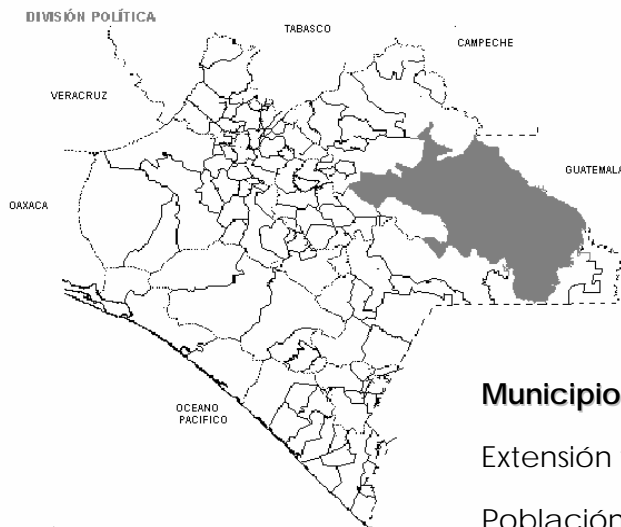 DIVISIÓN POLÍTICA
TABASCO
CAMPECHE
VERACRUZ
GUATEMALA
OAXACA
OCEANO
PACIFICO
Municipio
Extensión
Población